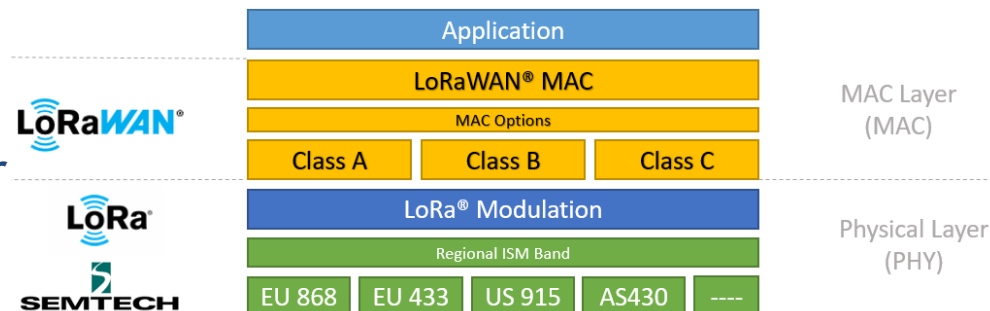 Application
LoRaWAN® MAC
MAC Layer
(MAC)
LoRaWAN®
MAC Options
Class A Class B Class C
LoRa®
LoRa® Modulation
Physical Layer
(PHY)
Regional ISM Band
SEMTECH
EU 868 EU 433 US 915 AS430 ----